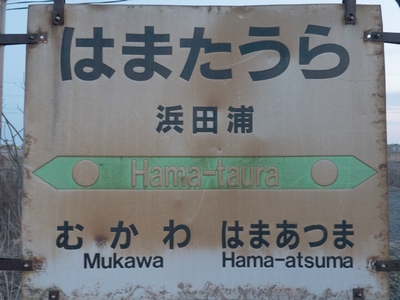 はまたうら
浜田浦
Hama-taura
むかわ はまあつま
Mukawa Hama-atsuma